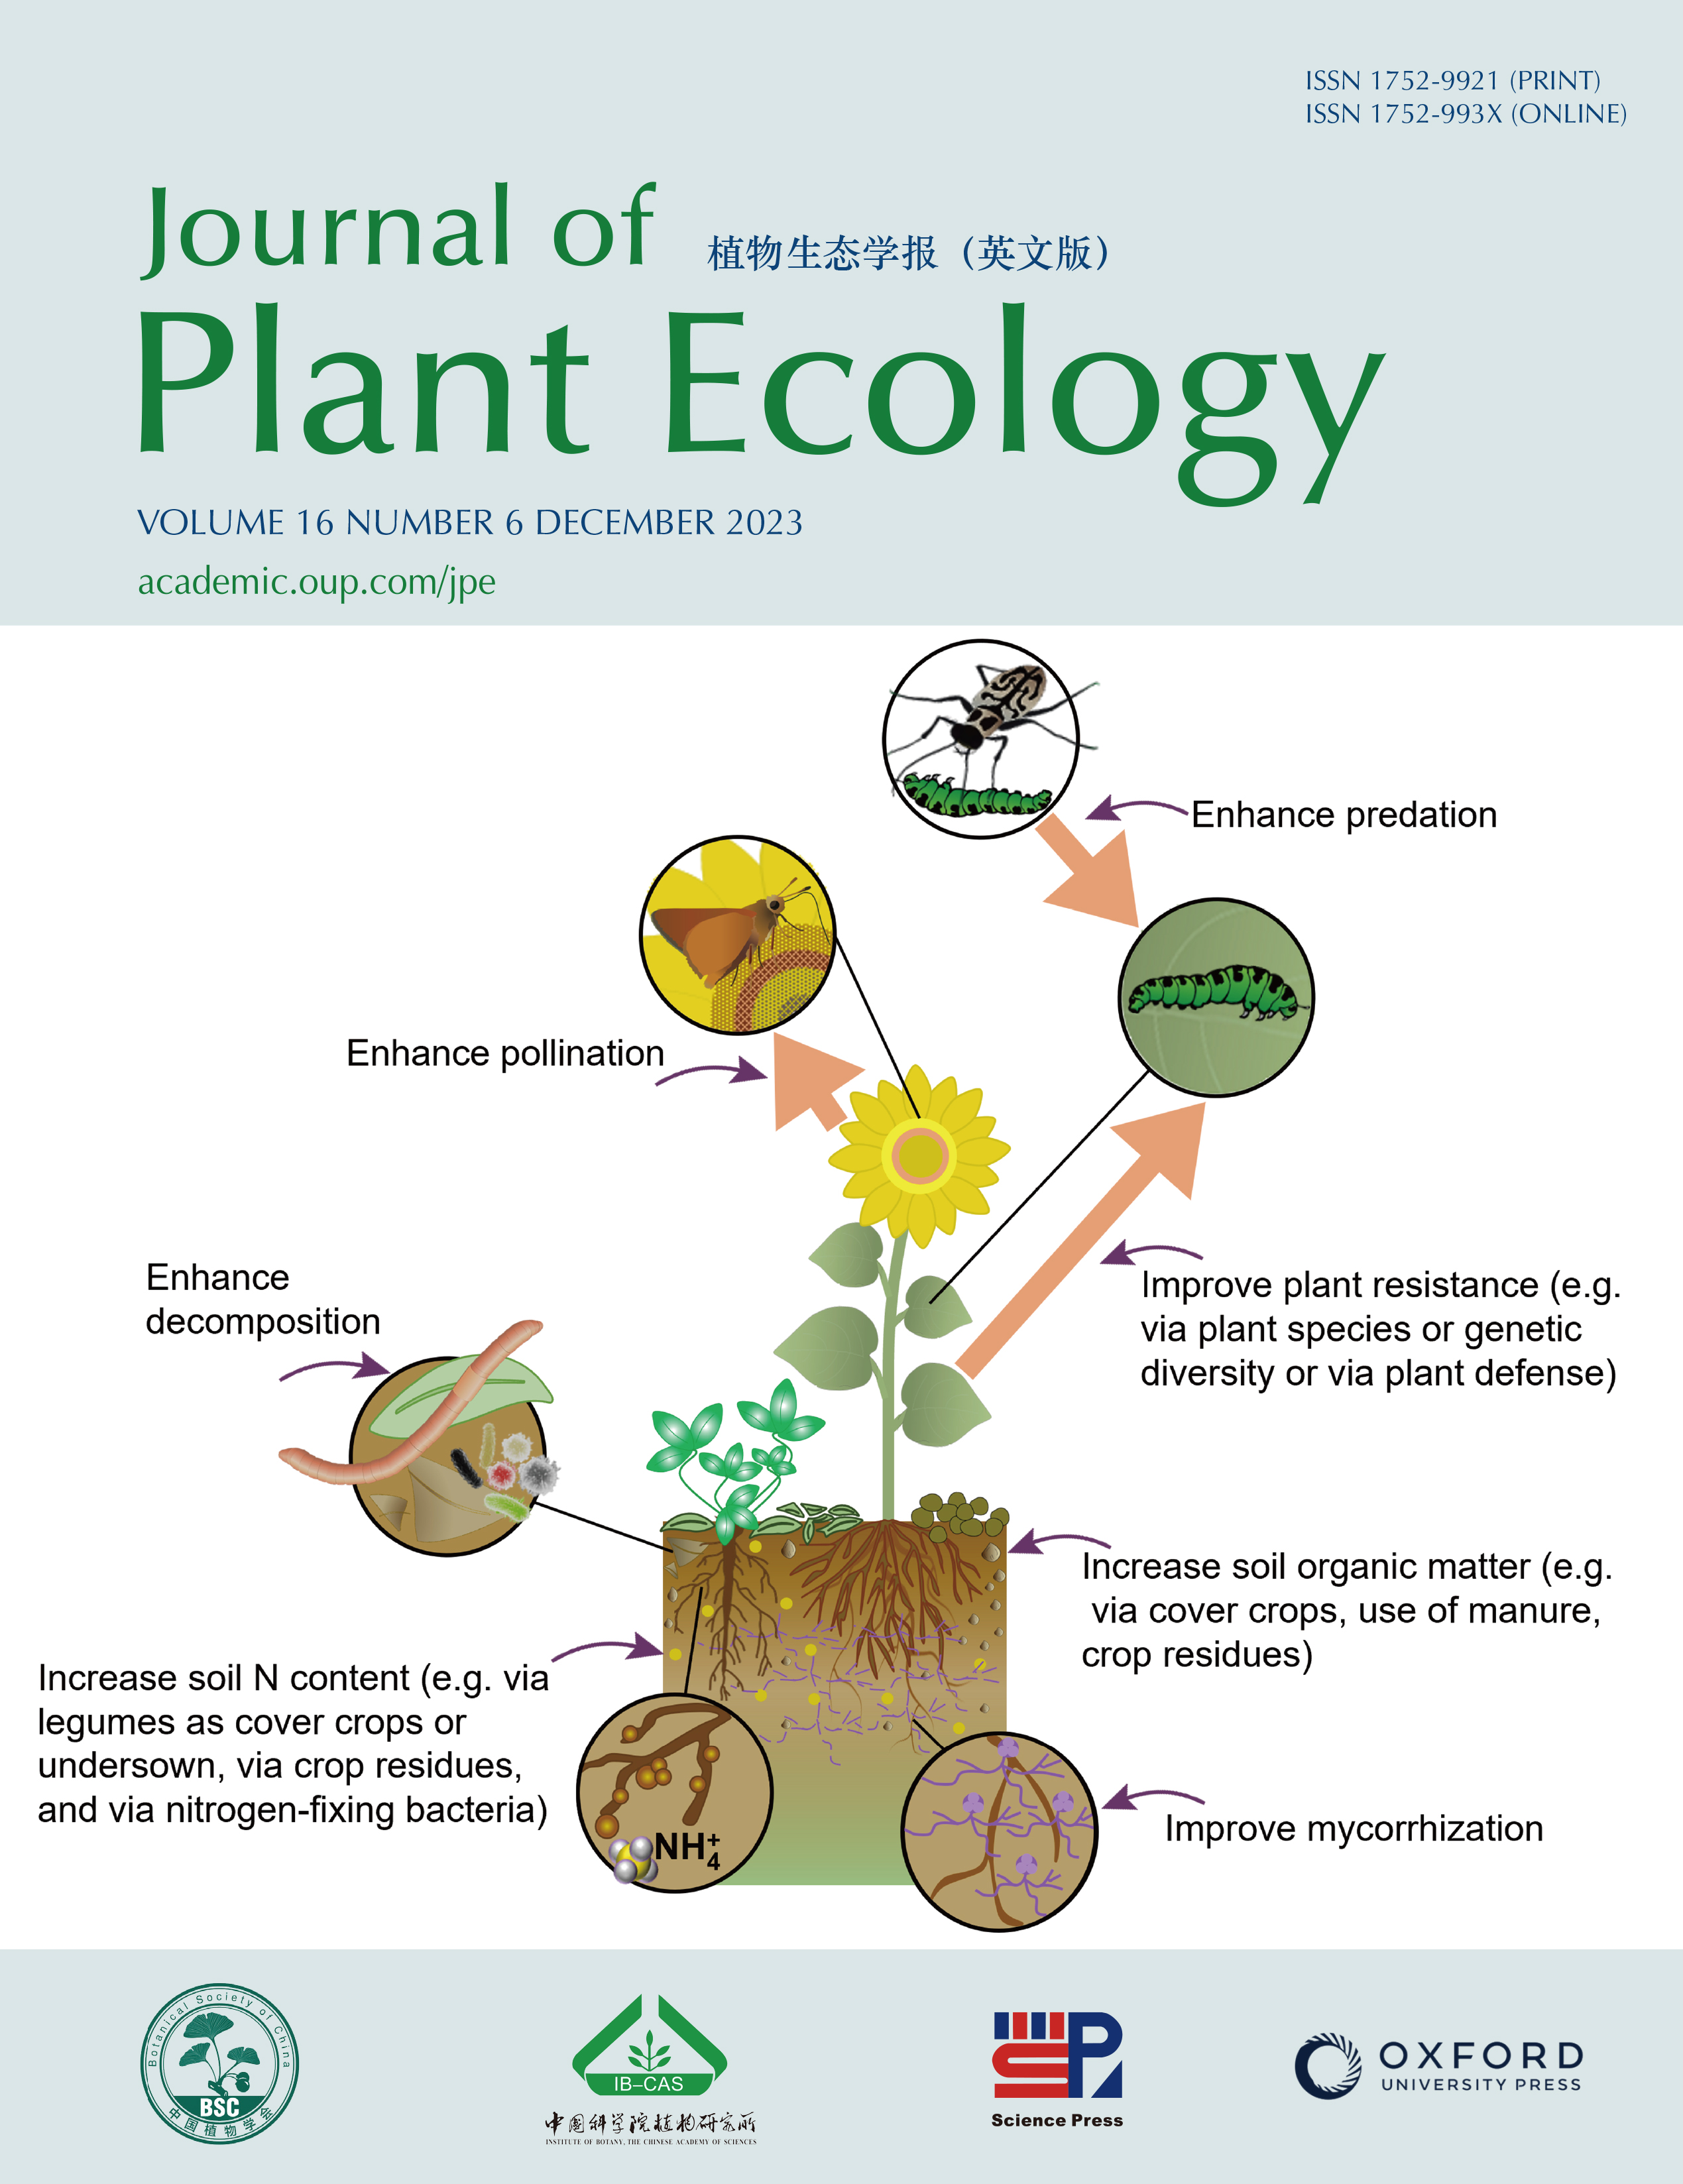 ISSN 1752-9921 (PRINT)
ISSN 1752-993X (ONLINE)
Journal of
植物生态学报（英文版）
Plant Ecology
VOLUME 16 NUMBER 6 DECEMBER 2023
academic.oup.com/jpe
Enhance predation
Enhance pollination
Enhance
decomposition
Improve plant resistance (e.g.
via plant species or genetic
diversity or via plant defense)
Increase soil organic matter (e.g.
via cover crops, use of manure,
crop residues)
Increase soil N content (e.g. via
legumes as cover crops or
undersown, via crop residues,
and via nitrogen-fixing bacteria)
NH₄⁺
Improve mycorrhization
Botanical Society of China
BSC
中国植物学会
IB–CAS
中国科学院植物研究所
INSTITUTE OF BOTANY, THE CHINESE ACADEMY OF SCIENCES
SP
Science Press
OXFORD
UNIVERSITY PRESS